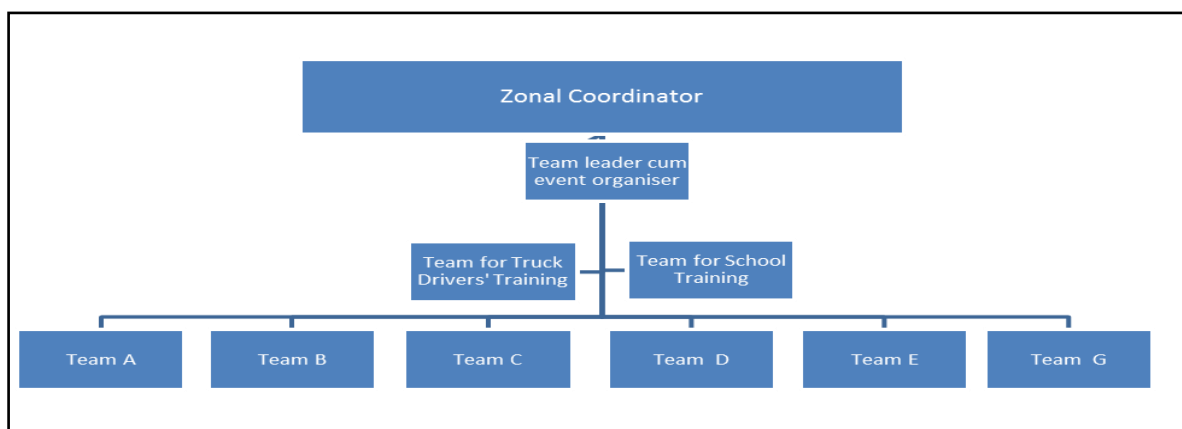 Zonal Coordinator
Team leader cum
event organiser
Team for Truck
Drivers' Training
Team for School
Training
Team A
Team B
Team C
Team D
Team E
Team G